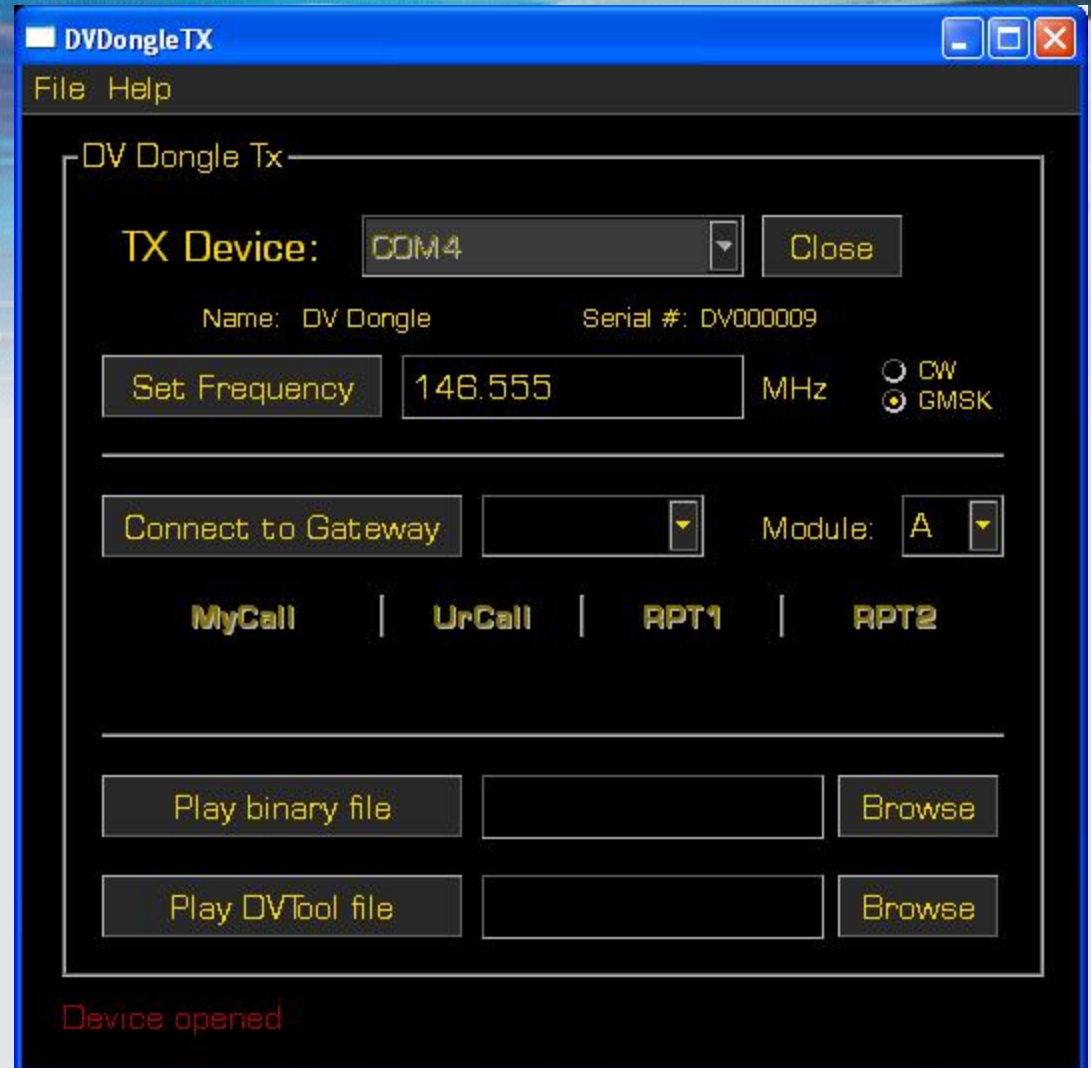 DVDongleTX
File Help
DV Dongle Tx
TX Device: COM4 Close
Name: DV Dongle Serial #: DV000009
Set Frequency 146.555 MHz CW
GMSK
Connect to Gateway Module: A
MyCall | UrCall | RPT1 | RPT2
Play binary file Browse
Play DVTool file Browse
Device opened